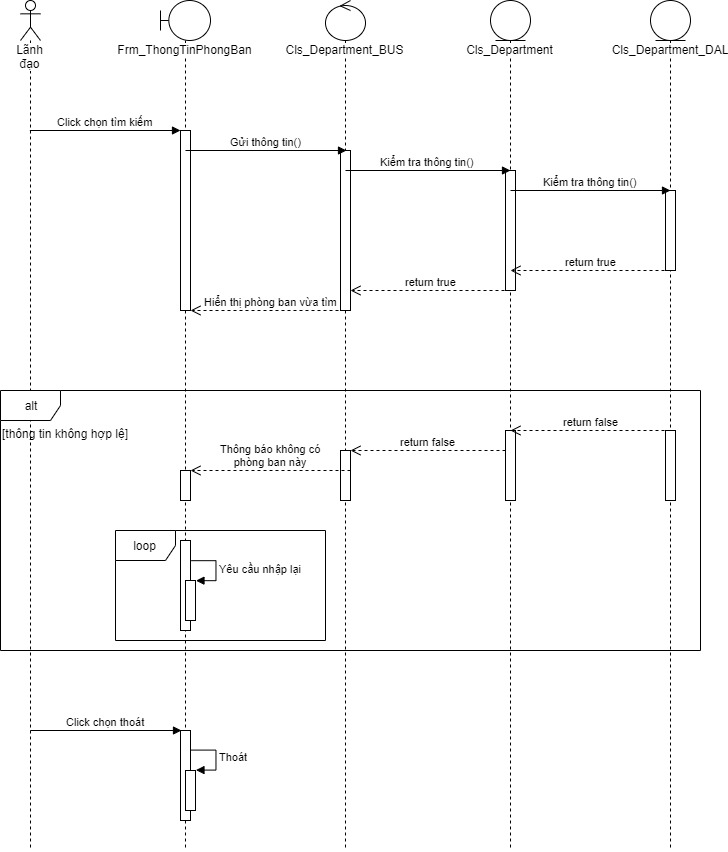 Lãnh
đạo
Frm_ThongTinPhongBan
Cls_Department_BUS
Cls_Department
Cls_Department_DAL
Click chọn tìm kiếm
Gửi thông tin()
Kiểm tra thông tin()
Kiểm tra thông tin()
return true
return true
Hiển thị phòng ban vừa tìm
alt
[thông tin không hợp lệ]
return false
return false
Thông báo không có
phòng ban này
loop
Yêu cầu nhập lại
Click chọn thoát
Thoát